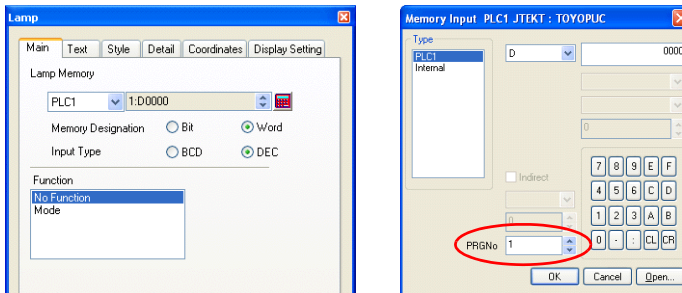 Lamp
Main Text Style Detail Coordinates Display Setting
Lamp Memory
PLC1 1:D0000
Memory Designation Bit Word
Input Type BCD DEC
Function
No Function
Mode
Memory Input PLC1 JTEKT : TOYOPUC
Type
PLC1
Internal
D 0000
0
Indirect
0
PRGNo 1
7 8 9 E F
4 5 6 C D
1 2 3 A B
0 - : CL CR
OK Cancel Open...